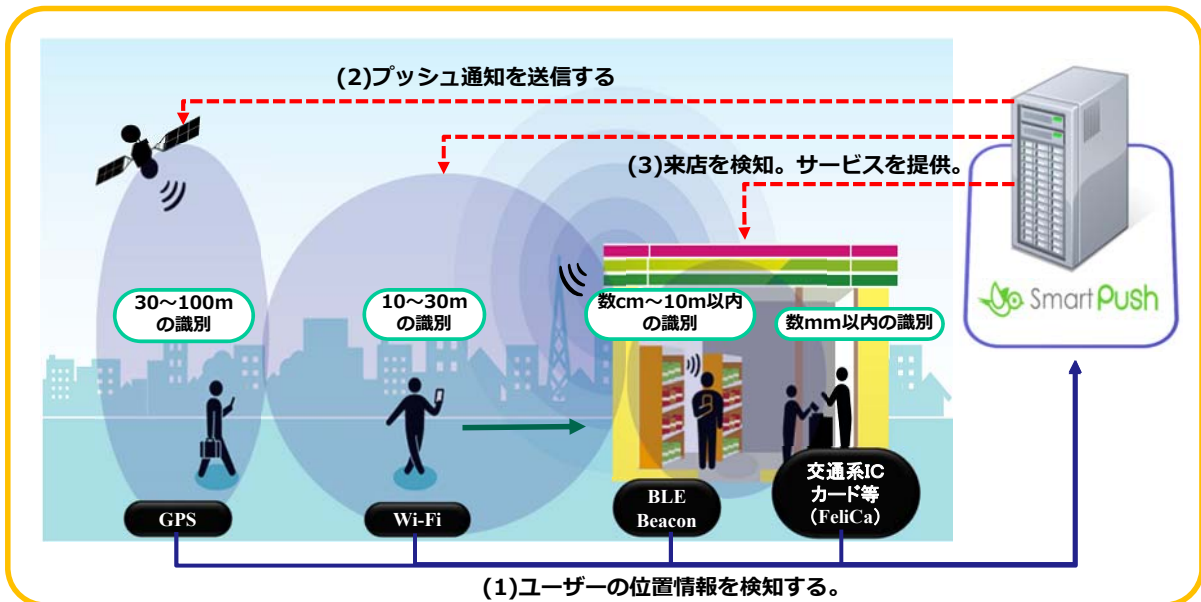 (2)プッシュ通知を送信する
(3)来店を検知。サービスを提供。
Smart Push
30～100m
の識別
10～30m
の識別
数cm～10m以内
の識別
数mm以内の識別
GPS
Wi-Fi
BLE
Beacon
交通系IC
カード等
（FeliCa）
(1)ユーザーの位置情報を検知する。